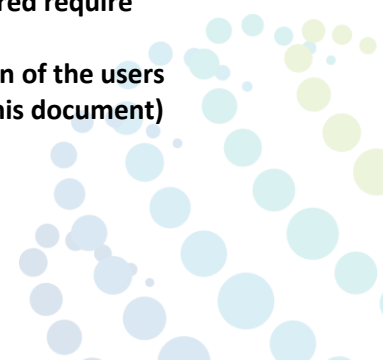 red require
n of the users
his document)